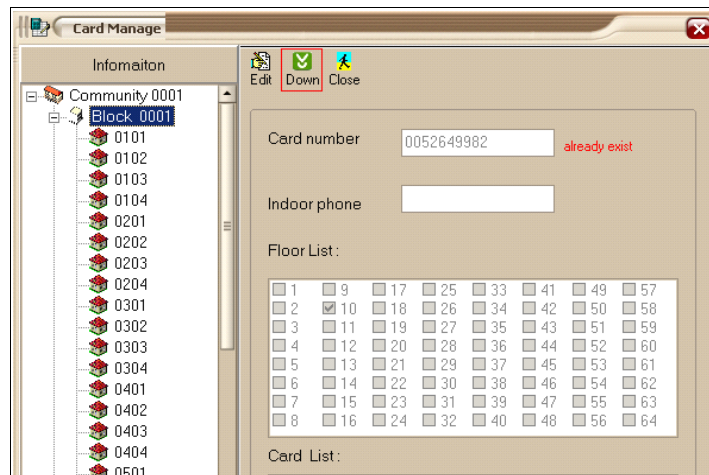 Card Manage
Infomaiton
Edit Down Close
Community 0001
Block 0001
0101
0102
0103
0104
0201
0202
0203
0204
0301
0302
0303
0304
0401
0402
0403
0404
0501
Card number 0052649982 already exist
Indoor phone
Floor List :
1 9 17 25 33 41 49 57
2 10 18 26 34 42 50 58
3 11 19 27 35 43 51 59
4 12 20 28 36 44 52 60
5 13 21 29 37 45 53 61
6 14 22 30 38 46 54 62
7 15 23 31 39 47 55 63
8 16 24 32 40 48 56 64
Card List :